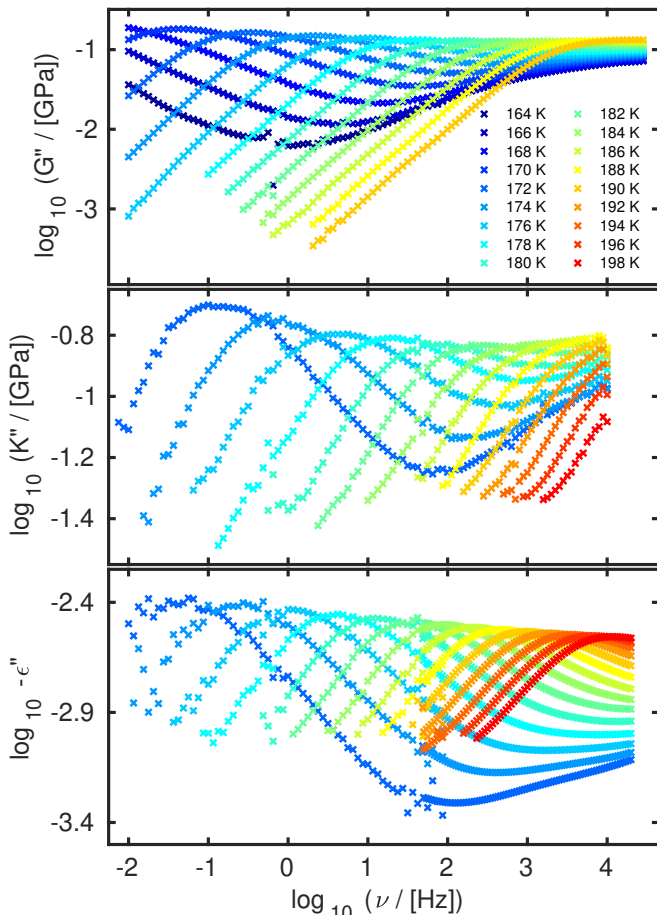 log₁₀ (G" / [GPa])
-1
-2
-3
164 K 182 K
166 K 184 K
168 K 186 K
170 K 188 K
172 K 190 K
174 K 192 K
176 K 194 K
178 K 196 K
180 K 198 K
log₁₀ (K" / [GPa])
-0.8
-1
-1.2
-1.4
log₁₀ -ϵ"
-2.4
-2.9
-3.4
-2 -1 0 1 2 3 4
log₁₀ (ν / [Hz])